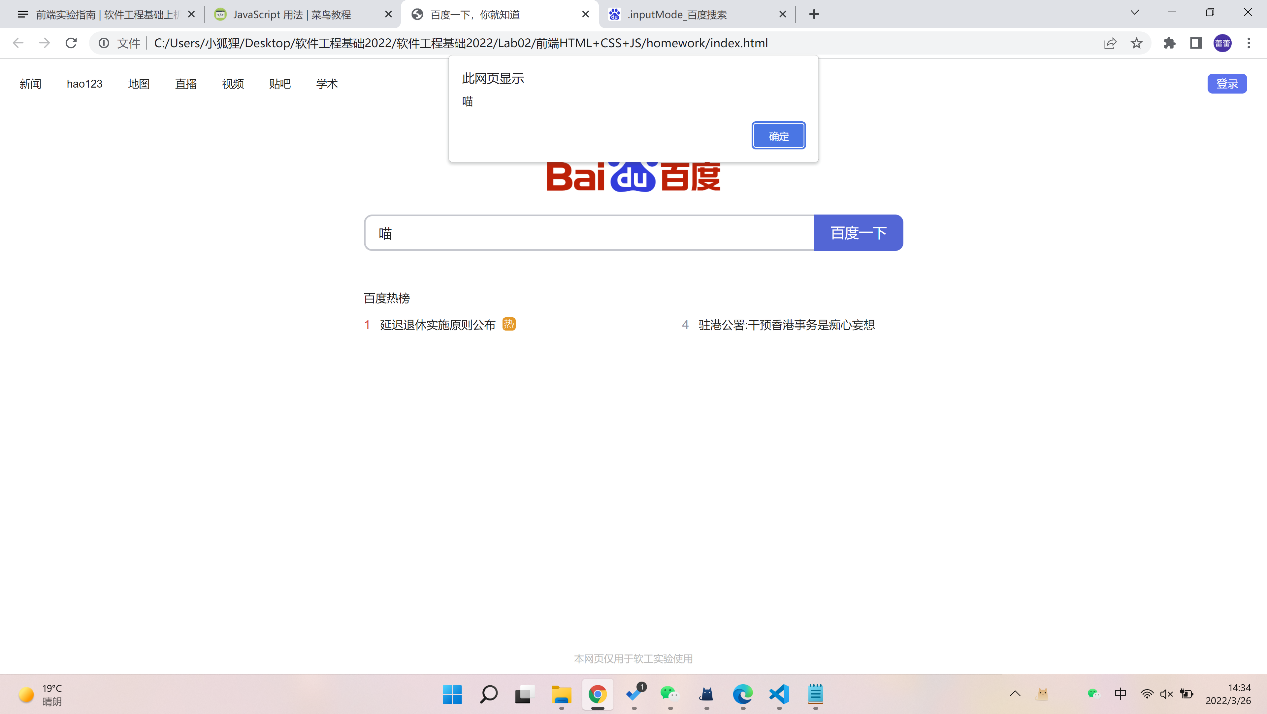 前端实验指南 | 软件工程基础上机
JavaScript 用法 | 菜鸟教程
百度一下，你就知道
.inputMode_百度搜索
文件 | C:/Users/小狐狸/Desktop/软件工程基础2022/软件工程基础2022/Lab02/前端HTML+CSS+JS/homework/index.html
蕾蕾
新闻 hao123 地图 直播 视频 贴吧 学术
登录
此网页显示
喵
确定
Bai du 百度
喵
百度一下
百度热榜
1 延迟退休实施原则公布 热
4 驻港公署:干预香港事务是痴心妄想
本网页仅用于软工实验使用
19°C
晴朗
1
中
14:34
2022/3/26